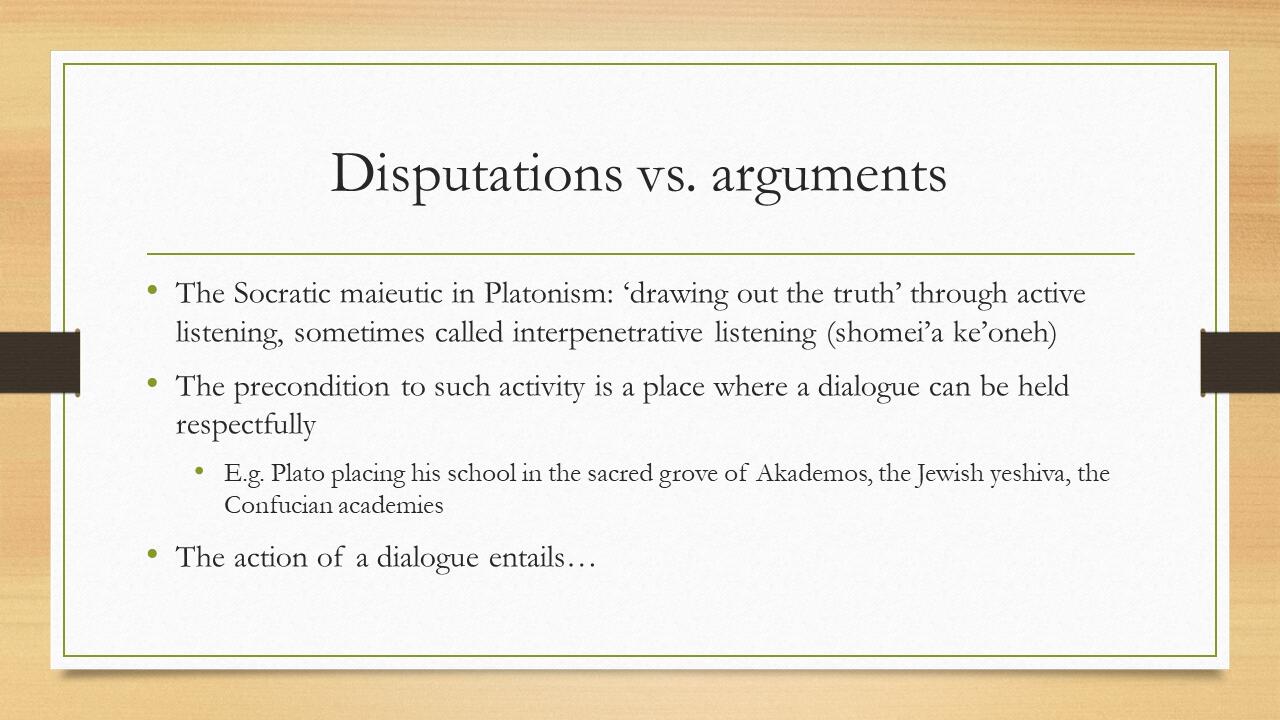 Disputations vs. arguments
• The Socratic maieutic in Platonism: ‘drawing out the truth’ through active
listening, sometimes called interpenetrative listening (shomei’a ke’oneh)
• The precondition to such activity is a place where a dialogue can be held
respectfully
• E.g. Plato placing his school in the sacred grove of Akademos, the Jewish yeshiva, the
Confucian academies
• The action of a dialogue entails…